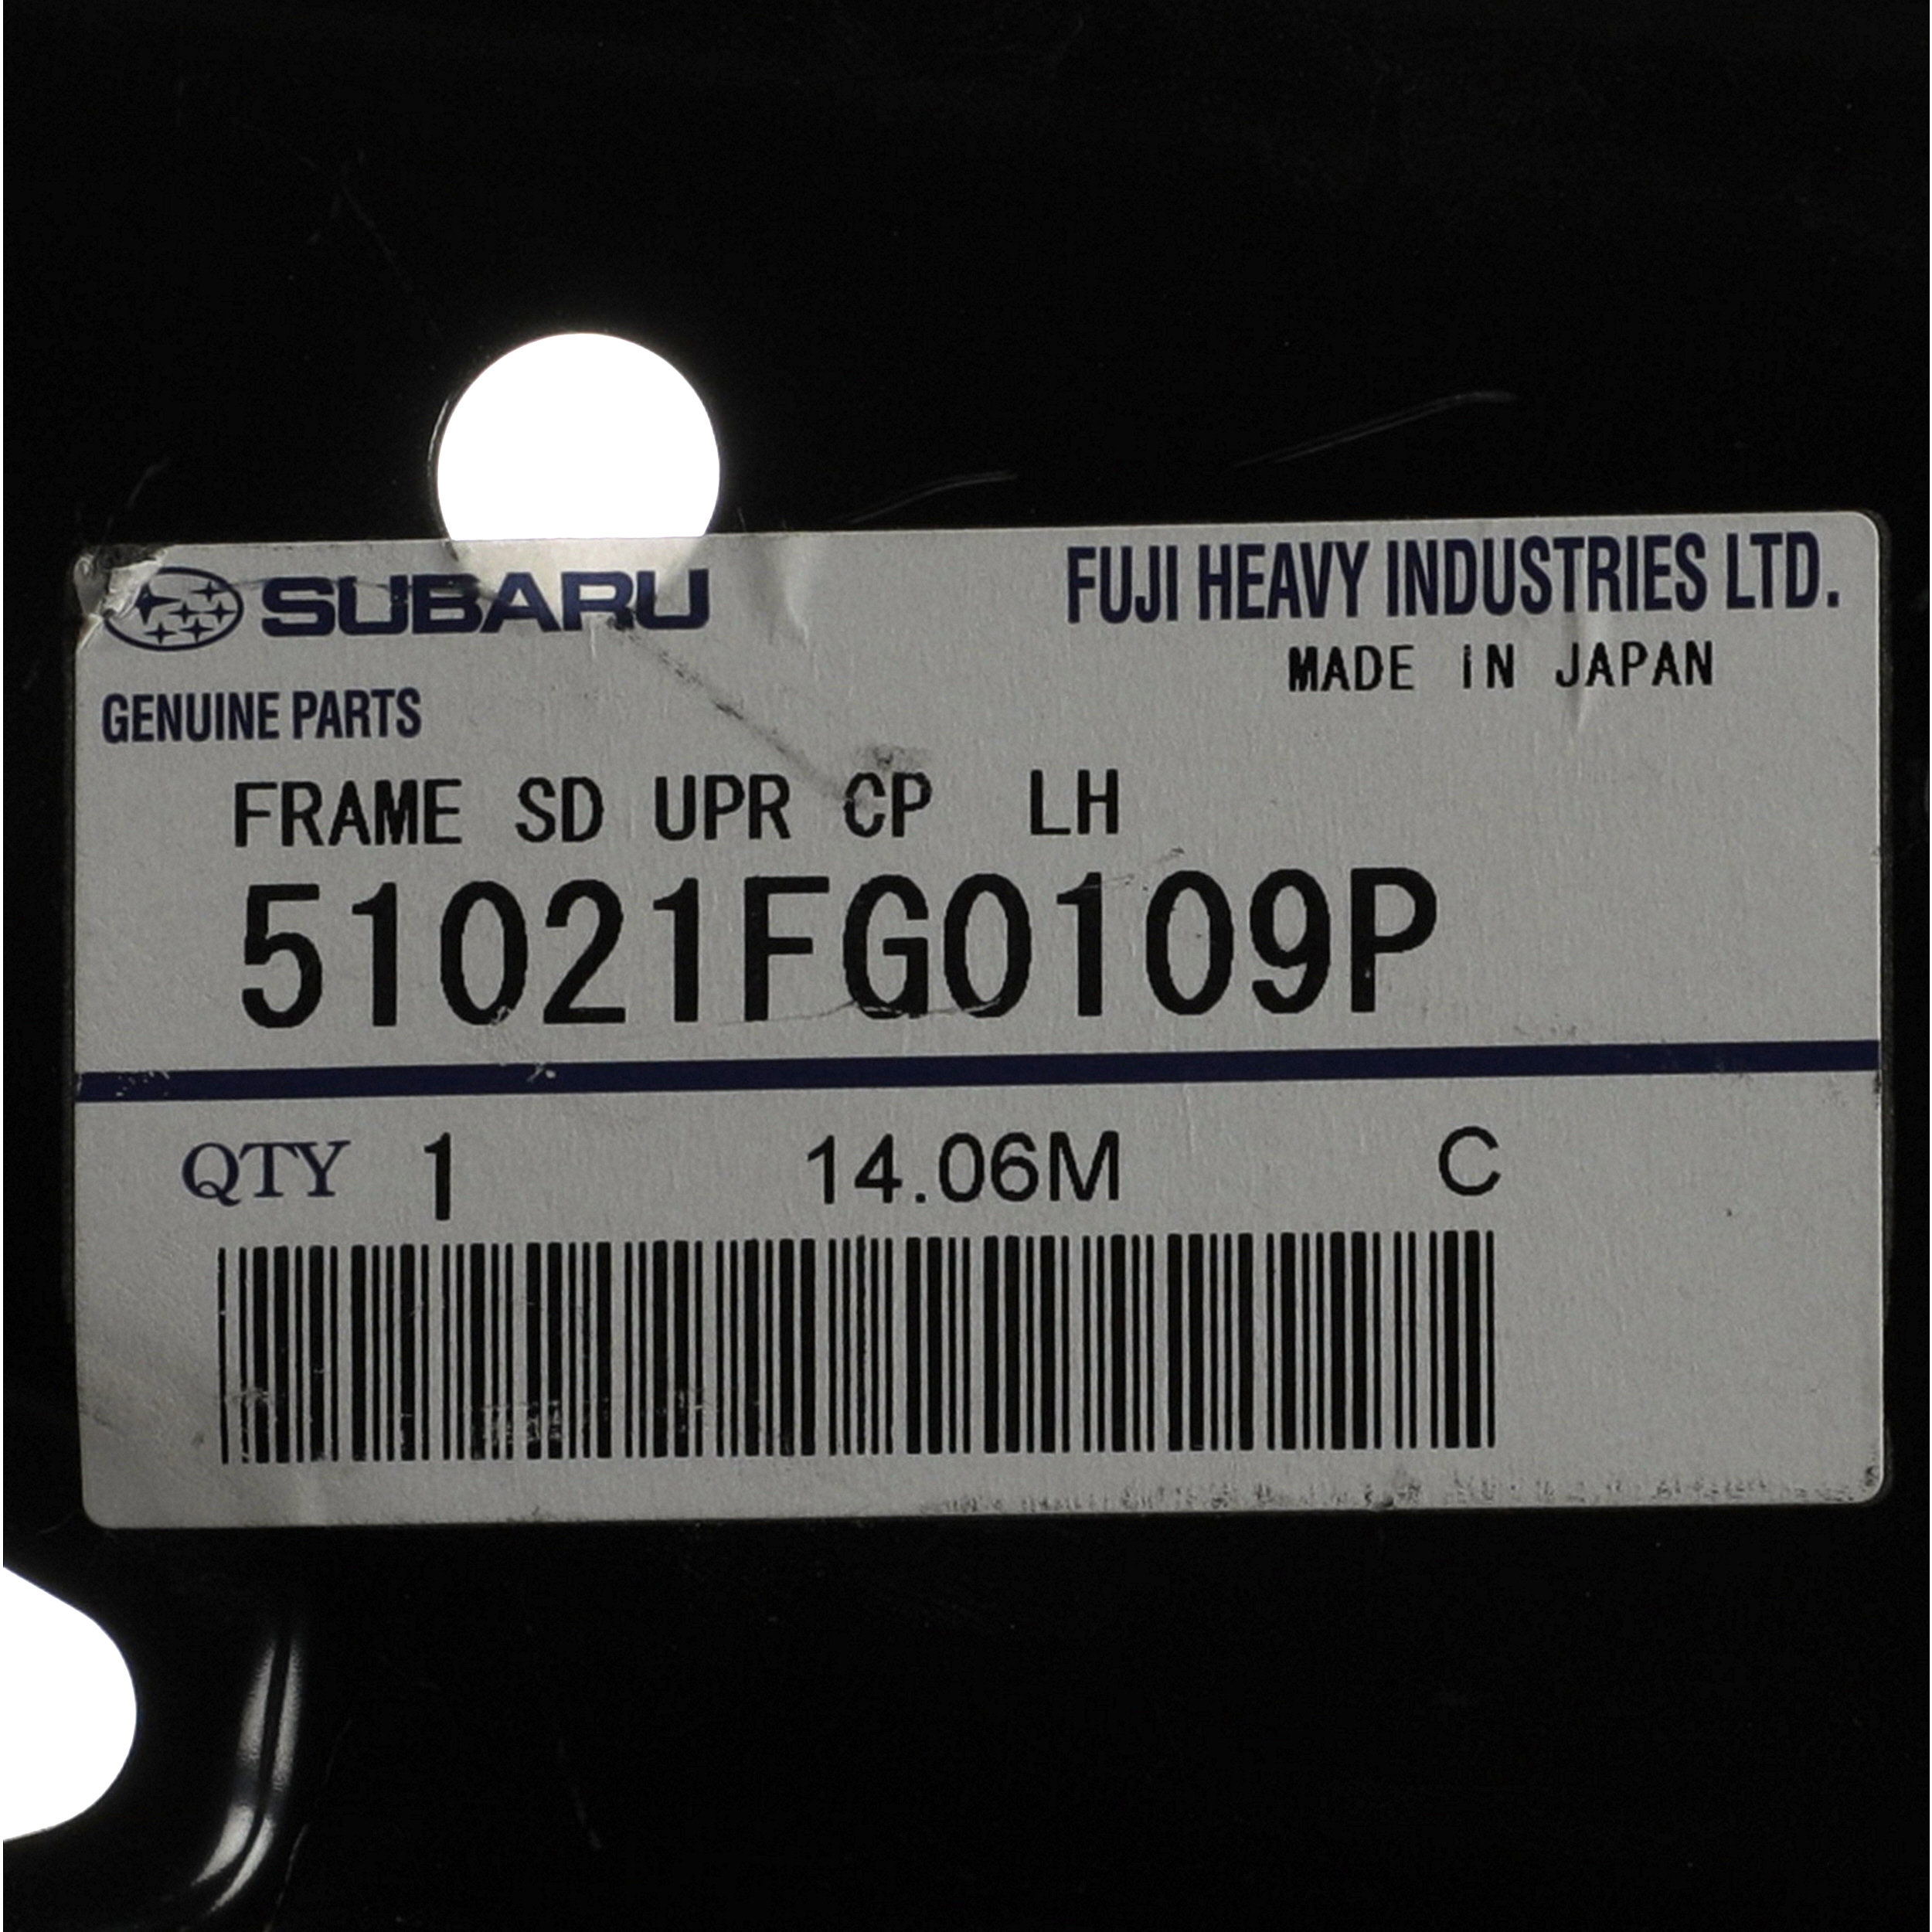 SUBARU
FUJI HEAVY INDUSTRIES LTD.
MADE IN JAPAN
GENUINE PARTS
FRAME SD UPR CP LH
51021FG0109P
QTY 1 14.06M C